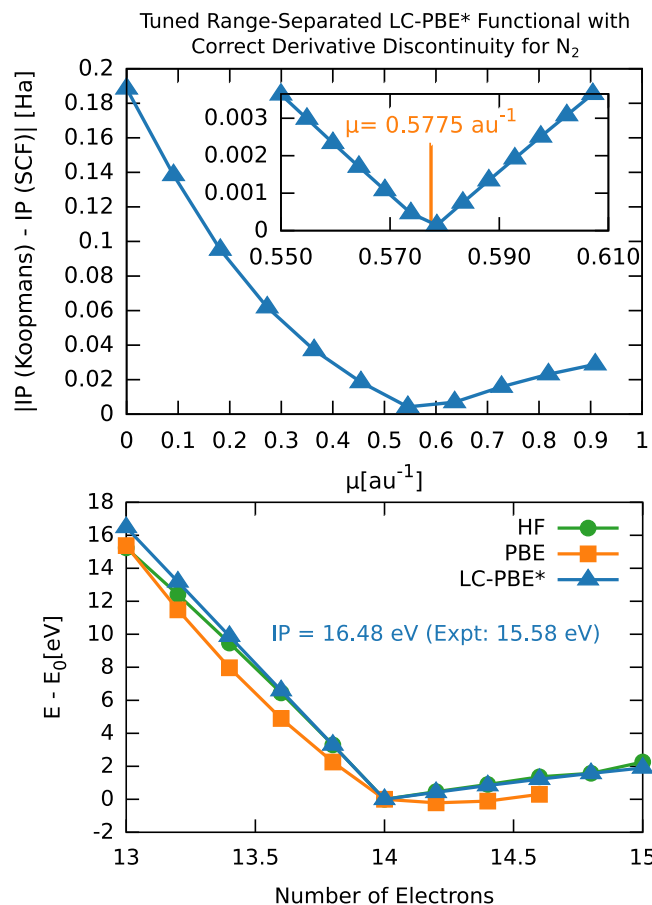 Tuned Range-Separated LC-PBE* Functional with
Correct Derivative Discontinuity for N₂
|IP (Koopmans) - IP (SCF)| [Ha]
0.2
0.18
0.16
0.14
0.12
0.1
0.08
0.06
0.04
0.02
0
0.003
0.002
0.001
0
μ= 0.5775 au⁻¹
0.550 0.570 0.590 0.610
0 0.1 0.2 0.3 0.4 0.5 0.6 0.7 0.8 0.9 1
μ[au⁻¹]
E - E₀[eV]
18
16
14
12
10
8
6
4
2
0
-2
HF
PBE
LC-PBE*
IP = 16.48 eV (Expt: 15.58 eV)
13 13.5 14 14.5 15
Number of Electrons